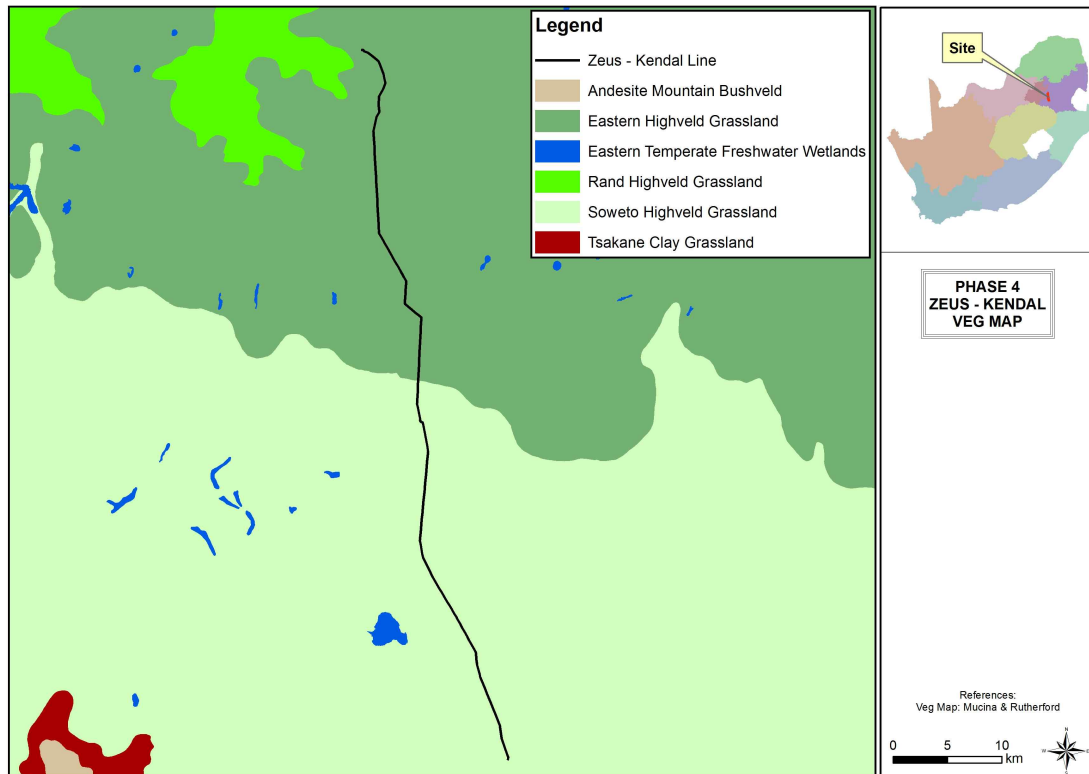 Legend
Zeus - Kendal Line
Andesite Mountain Bushveld
Eastern Highveld Grassland
Eastern Temperate Freshwater Wetlands
Rand Highveld Grassland
Soweto Highveld Grassland
Tsakane Clay Grassland
Site
PHASE 4
ZEUS - KENDAL
VEG MAP
References:
Veg Map: Mucina & Rutherford
0 5 10
km
N
W E
S